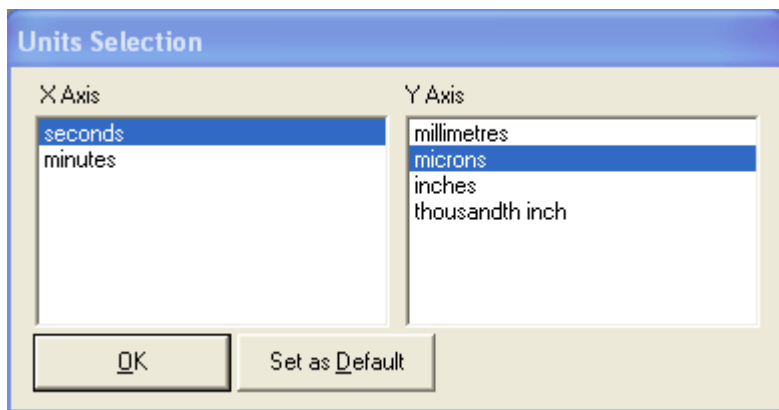 Units Selection
X Axis
seconds
minutes
Y Axis
millimetres
microns
inches
thousandth inch
OK
Set as Default